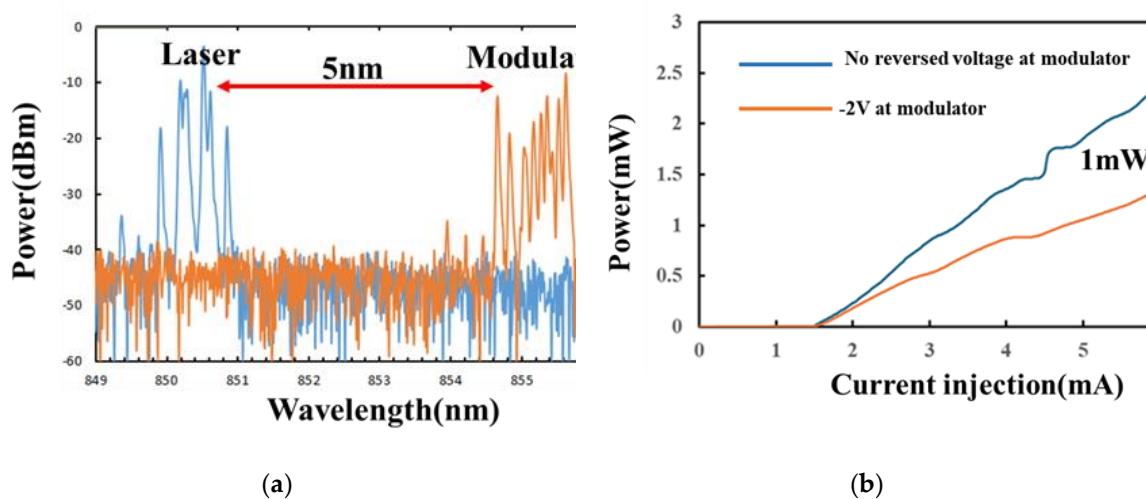 0
-10
-20
-30
-40
-50
-60
Power(dBm)
Laser
Modula
5nm
849
850
851
852
853
854
855
Wavelength(nm)
(a)
3
2.5
2
1.5
1
0.5
0
Power(mW)
No reversed voltage at modulator
-2V at modulator
1mW
0
1
2
3
4
5
Current injection(mA)
(b)